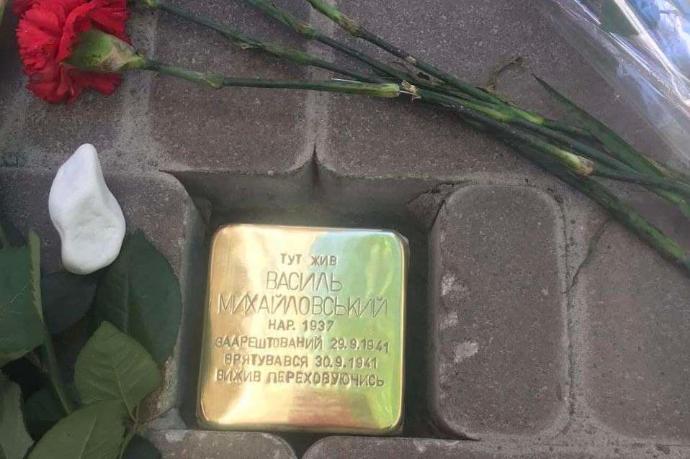 ТУТ ЖИВ
ВАСИЛЬ
МИХАЙЛОВСЬКИЙ
НАР. 1937
ЗААРЕШТОВАНИЙ 29.9.1941
ВРЯТУВАВСЯ 30.9.1941
ВИЖИВ ПЕРЕХОВУЮЧИСЬ